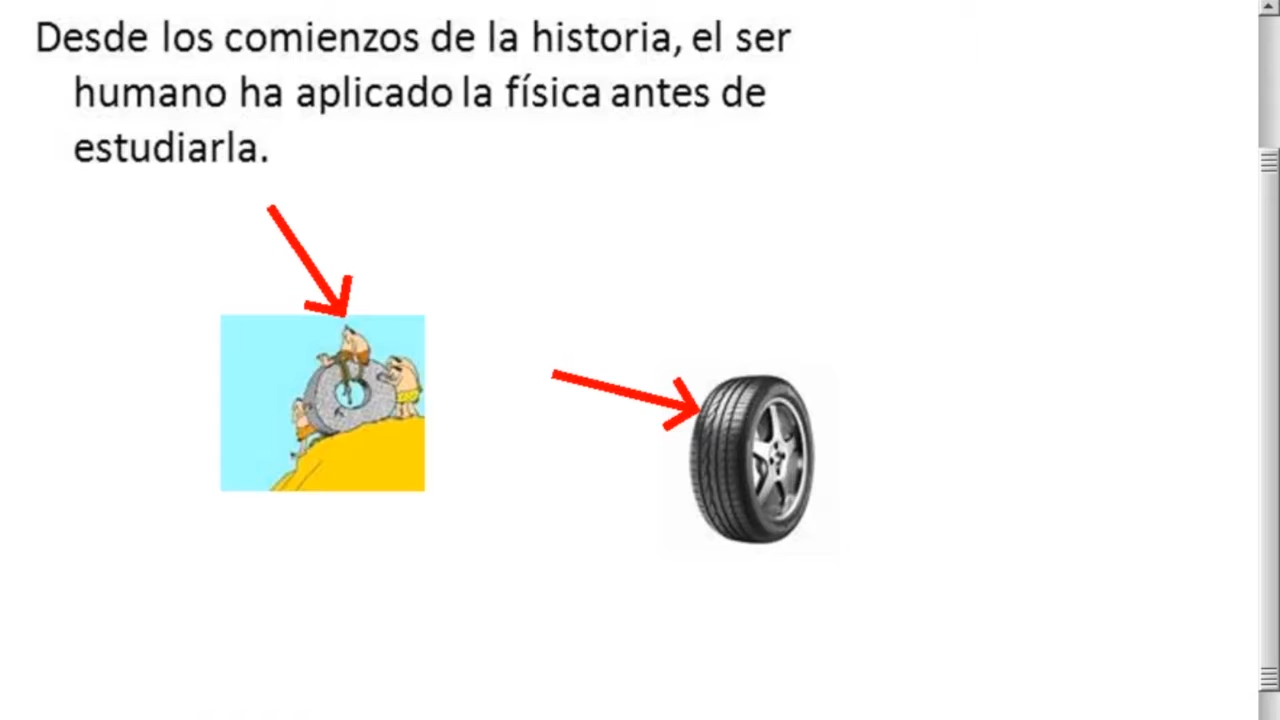 Desde los comienzos de la historia, el ser
humano ha aplicado la física antes de
estudiarla.